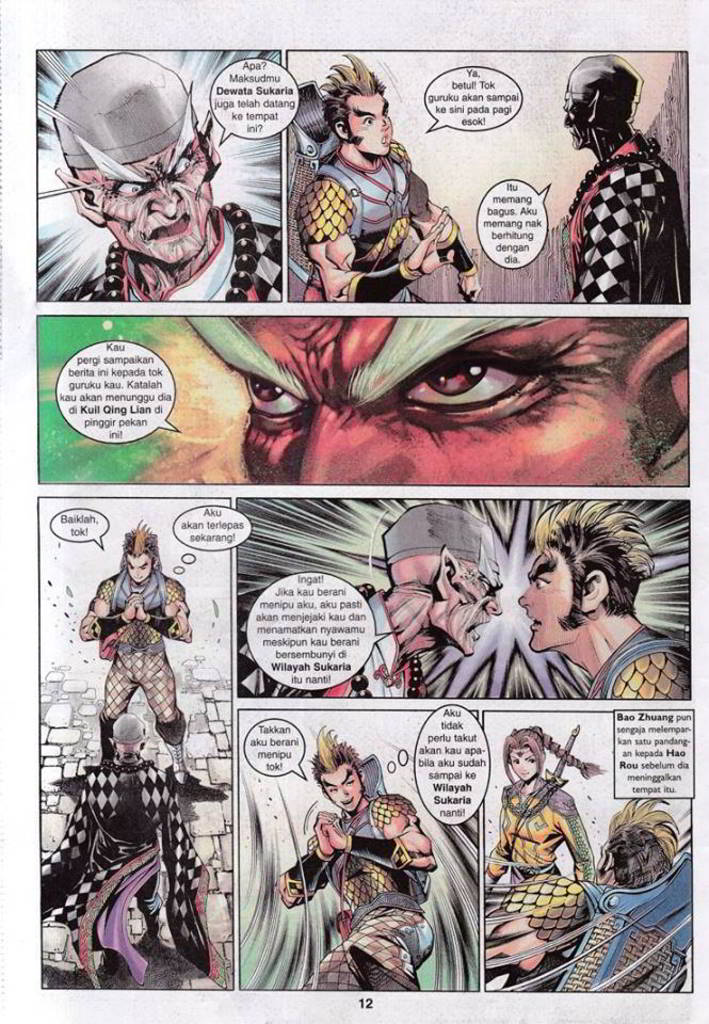 Apa?
Maksudmu
Dewata Sukaria
juga telah datang
ke tempat
ini?
Ya,
betul! Tok
guruku akan sampai
ke sini pada pagi
esok!
Itu
memang
bagus. Aku
memang nak
berhitung
dengan
dia.
Kau
pergi sampaikan
berita ini kepada tok
guruku kau. Katalah
kau akan menunggu dia
di Kuil Qing Lian di
pinggir pekan
ini!
Baiklah,
tok!
Aku
akan terlepas
sekarang!
Ingat!
Jika kau berani
menipu aku, aku pasti
akan menjejaki kau dan
menamatkan nyawamu
meskipun kau berani
bersembunyi di
Wilayah Sukaria
itu nanti!
Takkan
aku berani
menipu
tok!
Aku
tidak
perlu takut
akan kau apa-
bila aku sudah
sampai ke
Wilayah
Sukaria
nanti!
Bao Zhuang pun
sengaja melempar-
kan satu pandang-
an kepada Hao
Rou sebelum dia
meninggalkan
tempat itu.
12